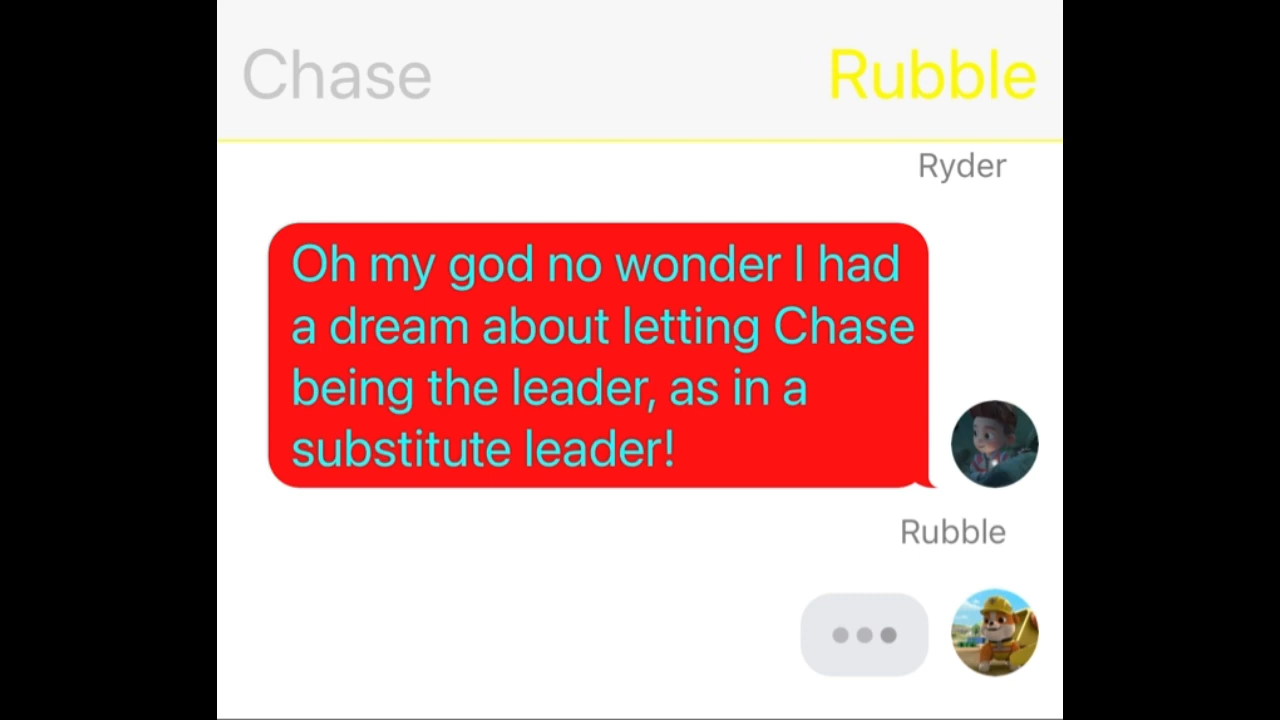 Chase Rubble
Ryder
Oh my god no wonder I had
a dream about letting Chase
being the leader, as in a
substitute leader!
Rubble